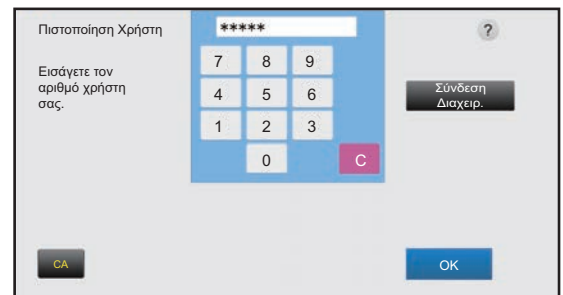 Πιστοποίηση Χρήστη
*****
?
Εισάγετε τον
αριθμό χρήστη
σας.
7 8 9
4 5 6
1 2 3
0 C
Σύνδεση
Διαχειρ.
CA
OK